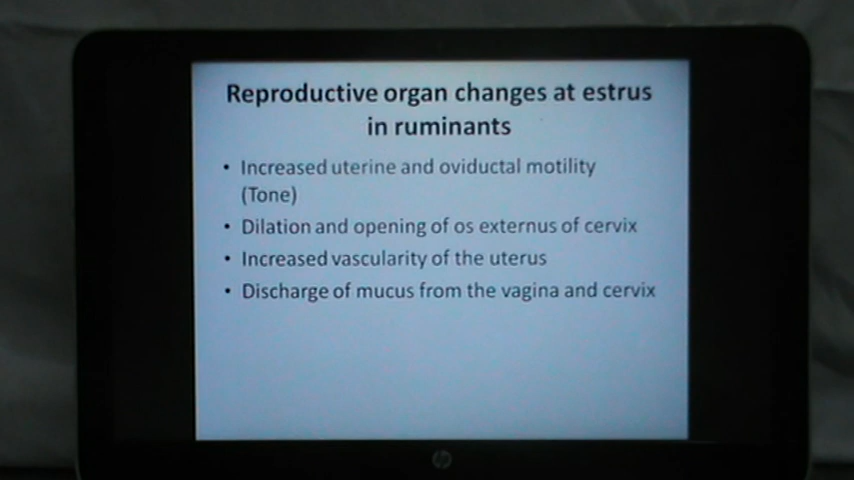 Reproductive organ changes at estrus
in ruminants
• Increased uterine and oviductal motility
(Tone)
• Dilation and opening of os externus of cervix
• Increased vascularity of the uterus
• Discharge of mucus from the vagina and cervix
hp